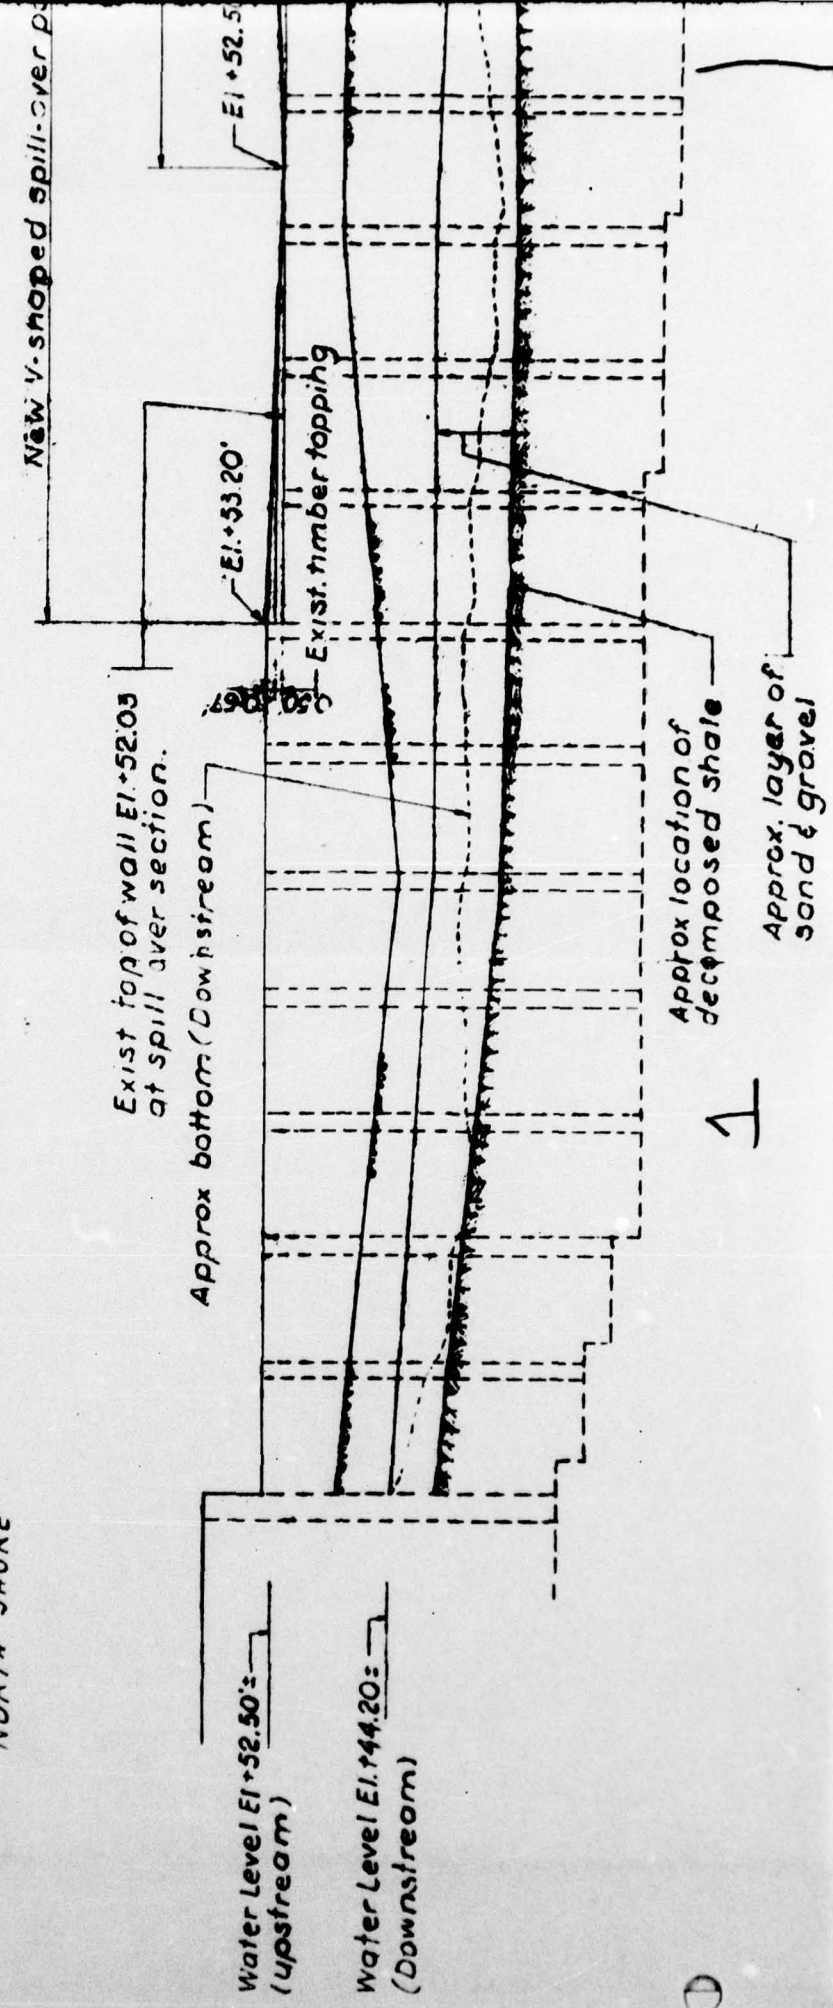 NORTH SHORE
New V-shaped spill-over
El.+52.5
El.+53.20'
Exist. timber topping
Exist top of wall El.+52.03
at spill over section.
Approx bottom (Downstream)
Water Level El+52.50'±
(upstream)
Water Level El.+44.20±
(Downstream)
Approx location of
decomposed shale
Approx. layer of
sand & gravel
1